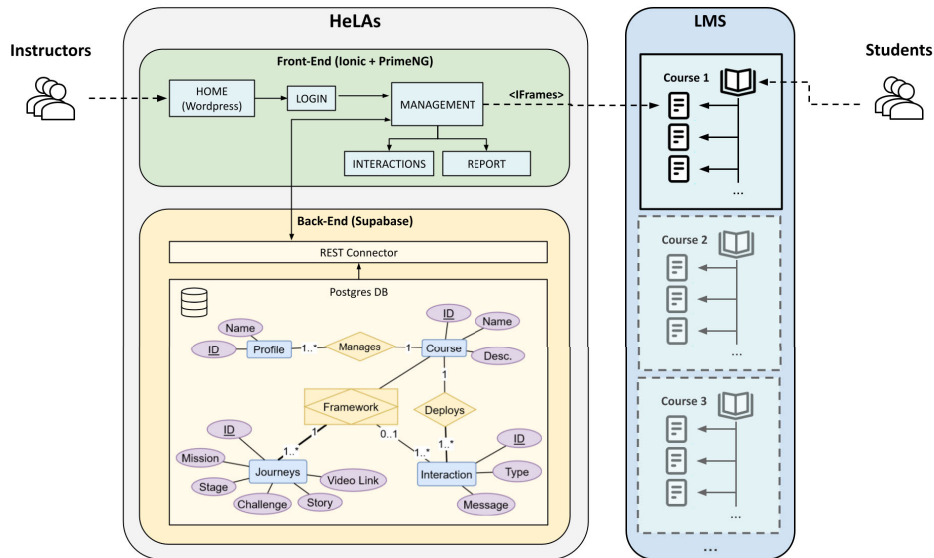 HeLAs
LMS
Instructors
Students
Front-End (Ionic + PrimeNG)
HOME
(Wordpress)
LOGIN
MANAGEMENT
<IFrames>
INTERACTIONS
REPORT
Course 1
...
Back-End (Supabase)
REST Connector
Postgres DB
Name
ID
Profile
1..*
Manages
1
Course
ID
Name
Desc.
1
Framework
Deploys
1
0..1
1..*
1..*
1..*
ID
Mission
Stage
Journeys
Challenge
Story
Video Link
Interaction
ID
Type
Message
Course 2
...
Course 3
...
...